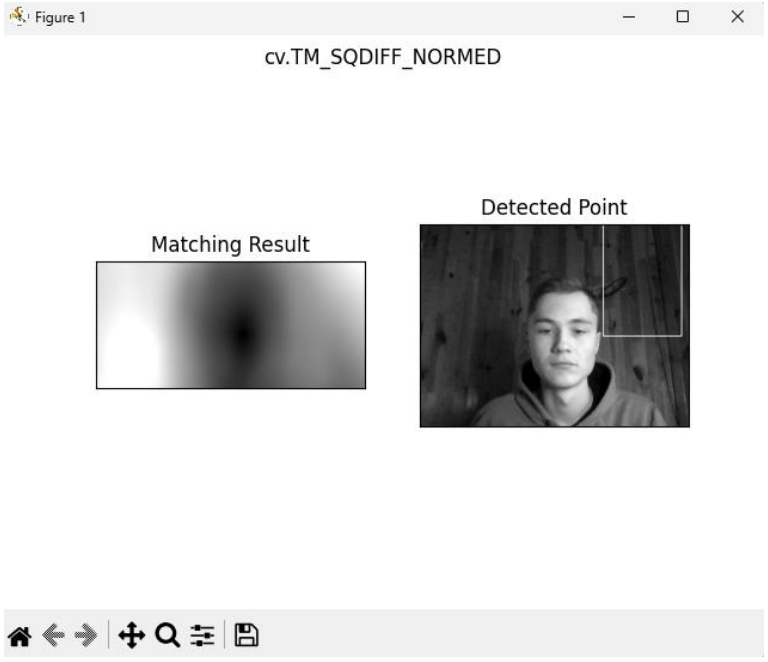 Figure 1
cv.TM_SQDIFF_NORMED
Detected Point
Matching Result